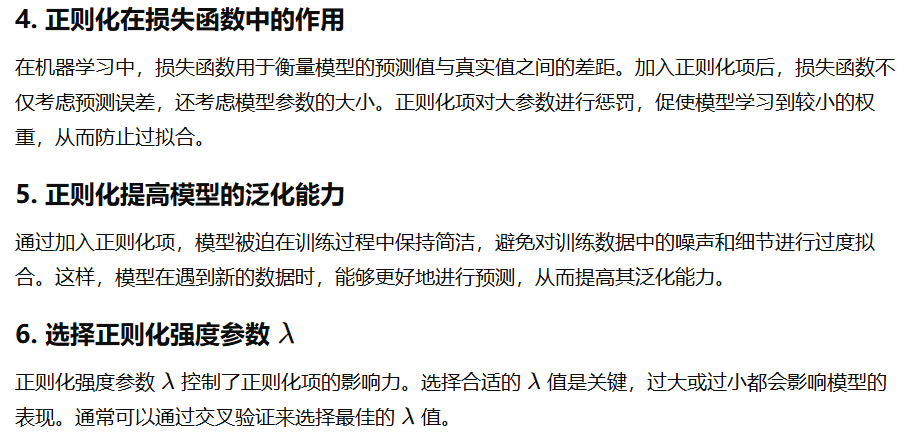 4. 正则化在损失函数中的作用
在机器学习中，损失函数用于衡量模型的预测值与真实值之间的差距。加入正则化项后，损失函数不
仅考虑预测误差，还考虑模型参数的大小。正则化项对大参数进行惩罚，促使模型学习到较小的权
重，从而防止过拟合。
5. 正则化提高模型的泛化能力
通过加入正则化项，模型被迫在训练过程中保持简洁，避免对训练数据中的噪声和细节进行过度拟
合。这样，模型在遇到新的数据时，能够更好地进行预测，从而提高其泛化能力。
6. 选择正则化强度参数 λ
正则化强度参数 λ 控制了正则化项的影响力。选择合适的 λ 值是关键，过大或过小都会影响模型的
表现。通常可以通过交叉验证来选择最佳的 λ 值。